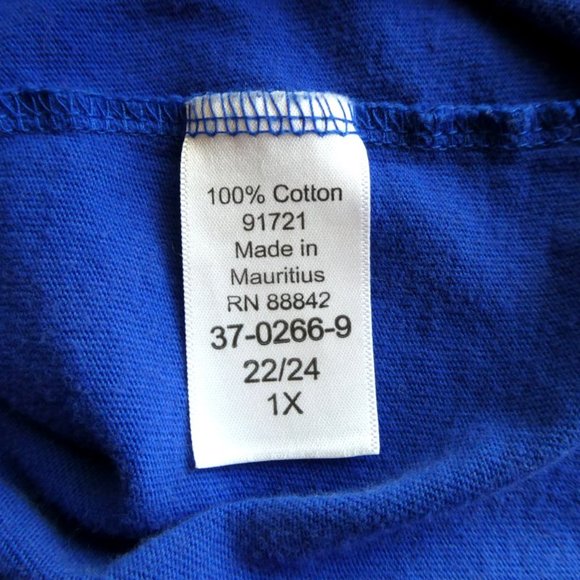 100% Cotton
91721
Made in
Mauritius
RN 88842
37-0266-9
22/24
1X